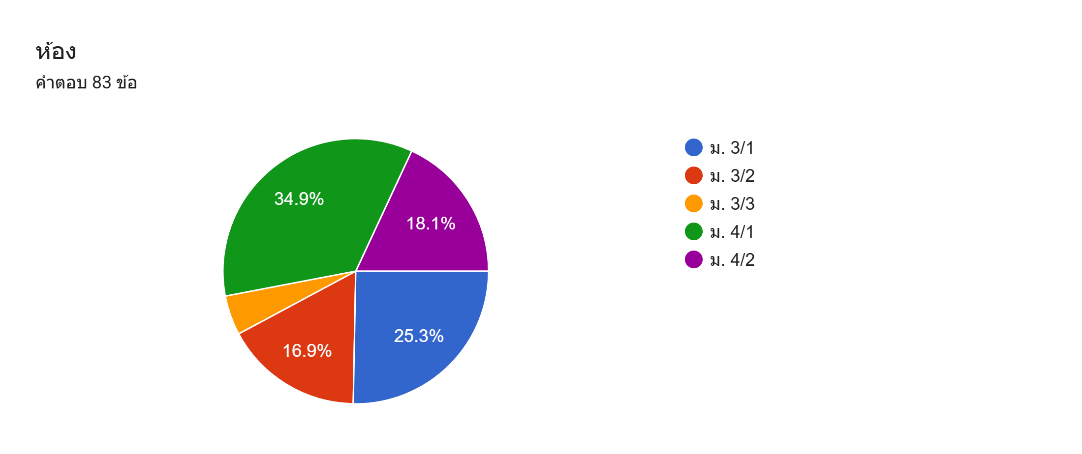 ห้อง
คำตอบ 83 ข้อ
34.9%
18.1%
25.3%
16.9%
ม. 3/1
ม. 3/2
ม. 3/3
ม. 4/1
ม. 4/2